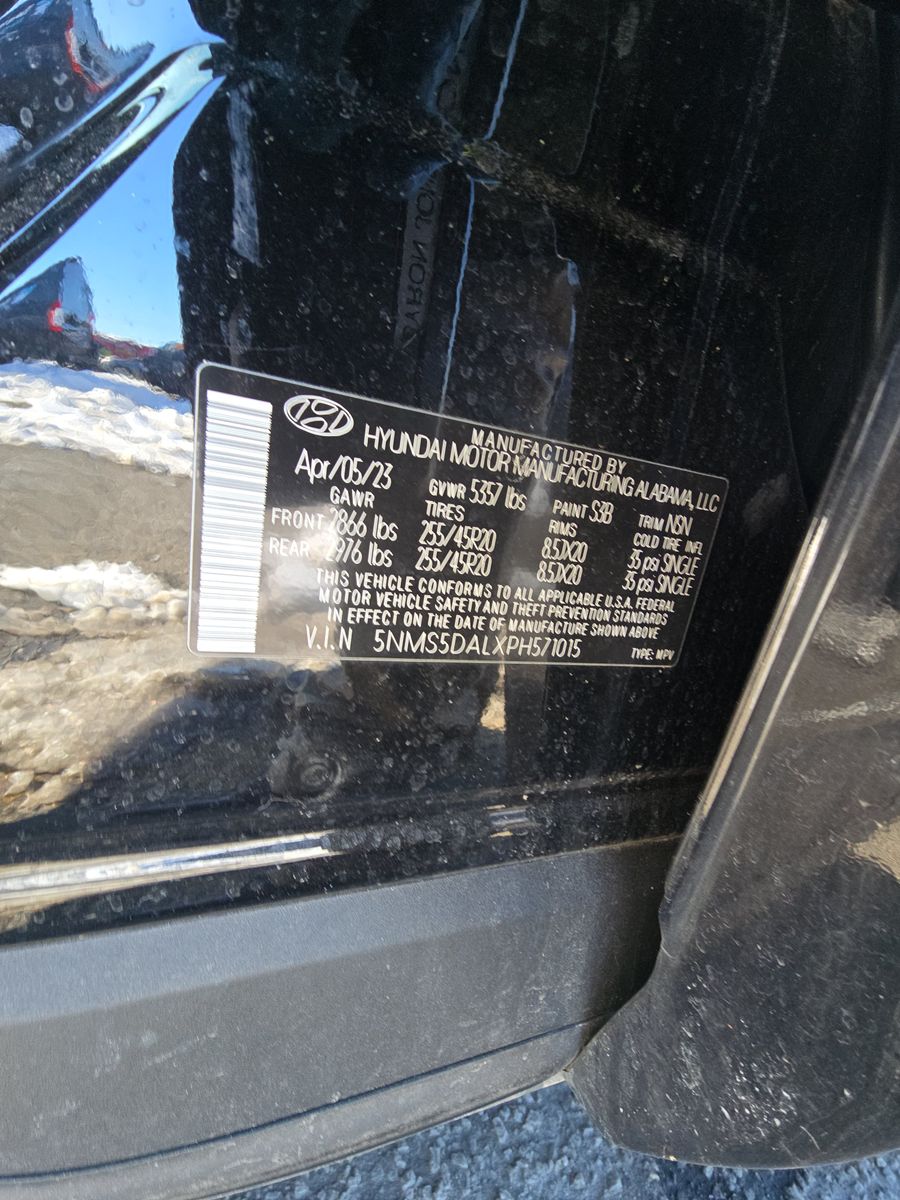 MANUFACTURED BY
HYUNDAI MOTOR MANUFACTURING ALABAMA, LLC
Apr/05/23 GVWR 5357 lbs PAINT S3B TRIM NSN
GAWR TIRES RIMS COLD TIRE INFL
FRONT 2866 lbs 255/45R20 8.5JX20 35 psi SINGLE
REAR 2976 lbs 255/45R20 8.5JX20 35 psi SINGLE
THIS VEHICLE CONFORMS TO ALL APPLICABLE U.S.A. FEDERAL
MOTOR VEHICLE SAFETY AND THEFT PREVENTION STANDARDS
IN EFFECT ON THE DATE OF MANUFACTURE SHOWN ABOVE
V.I.N 5NMS5DALXPH571015 TYPE: MPV